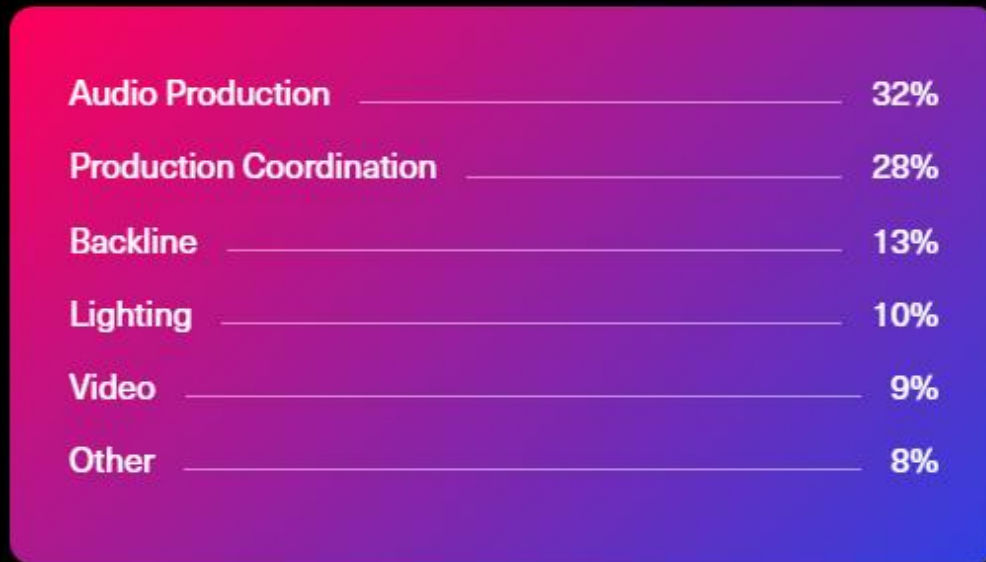 Audio Production 32%
Production Coordination 28%
Backline 13%
Lighting 10%
Video 9%
Other 8%